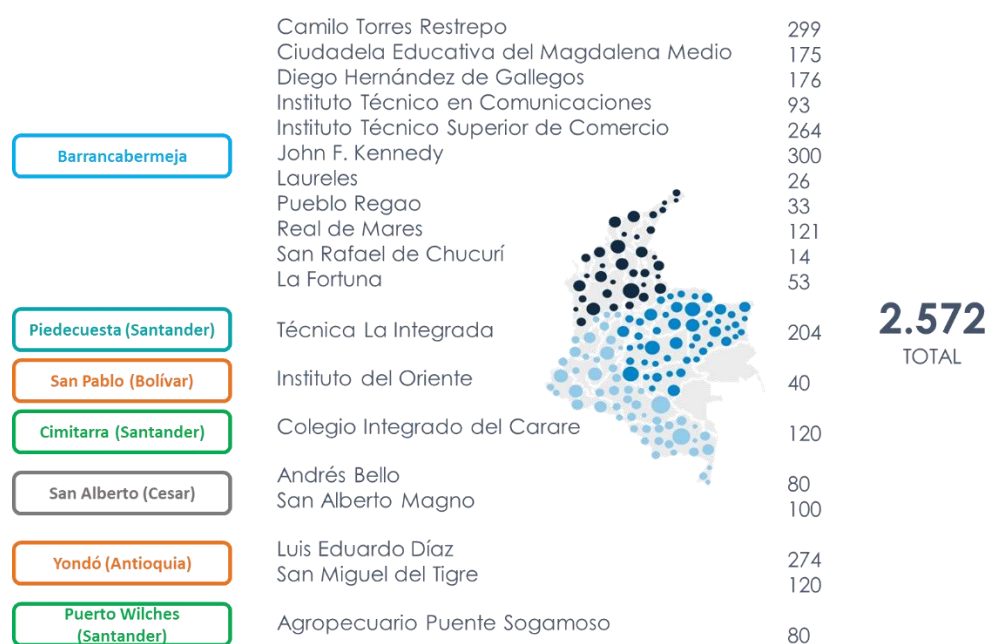 Barrancabermeja
Camilo Torres Restrepo 299
Ciudadela Educativa del Magdalena Medio 175
Diego Hernández de Gallegos 176
Instituto Técnico en Comunicaciones 93
Instituto Técnico Superior de Comercio 264
John F. Kennedy 300
Laureles 26
Pueblo Regao 33
Real de Mares 121
San Rafael de Chucurí 14
La Fortuna 53
Piedecuesta (Santander)
Técnica La Integrada 204
San Pablo (Bolívar)
Instituto del Oriente 40
Cimitarra (Santander)
Colegio Integrado del Carare 120
San Alberto (Cesar)
Andrés Bello 80
San Alberto Magno 100
Yondó (Antioquia)
Luis Eduardo Díaz 274
San Miguel del Tigre 120
Puerto Wilches
(Santander)
Agropecuario Puente Sogamoso 80
2.572
TOTAL